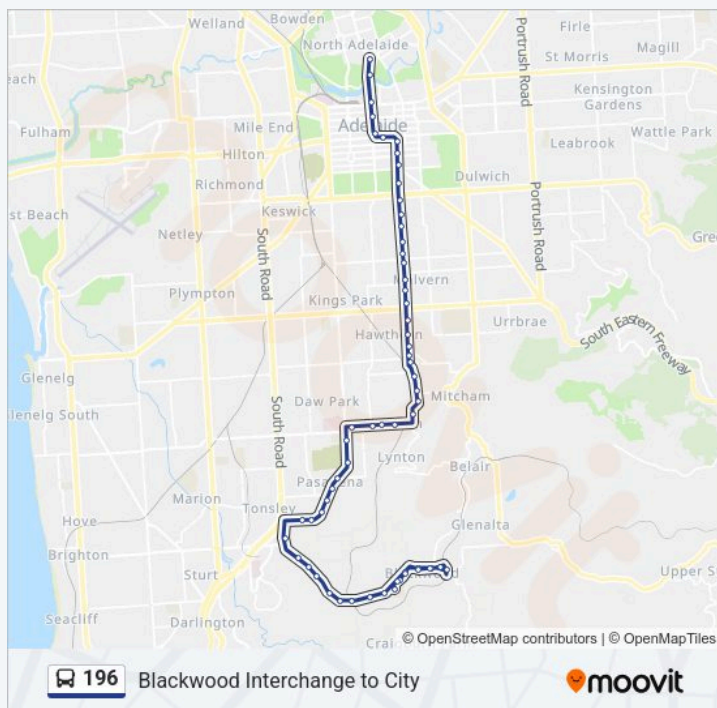 Welland
Bowden
Firle
North Adelaide
Magill
St Morris
Portrush Road
Kensington
Gardens
Fulham
Mile End
Adelaide
Wattle Park
Hilton
Leabrook
Richmond
Dulwich
est Beach
Keswick
Netley
South Road
Portrush Road
Gre
Plympton
Kings Park
Urrbrae
Hawthorn
South Eastern Freeway
Glenelg
Glenelg South
Daw Park
Mitcham
South Road
Lynton
Belair
Pasadena
Marion
Tonsley
Glenalta
Hove
Brighton
Sturt
Blackwood
Upper St
Seacliff
Darlington
Craig
© OpenStreetMap contributors | © OpenMapTiles
196 Blackwood Interchange to City
moovit